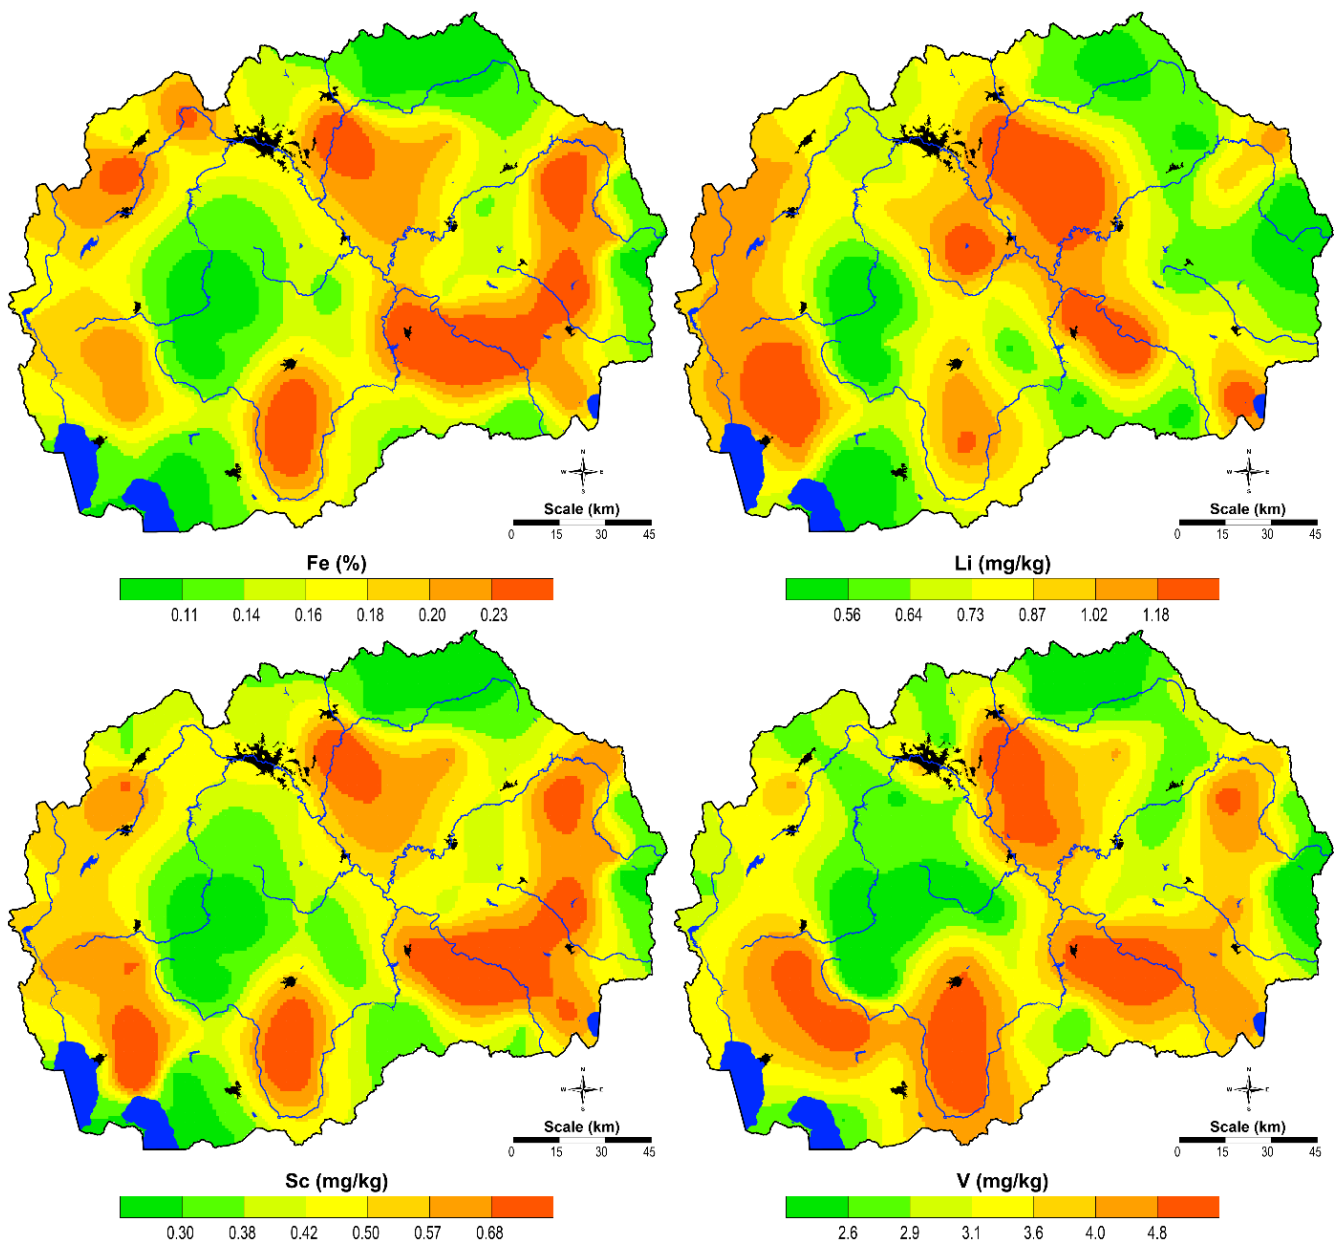 N
W E
S
Scale (km)
0 15 30 45
Fe (%)
0.11 0.14 0.16 0.18 0.20 0.23
N
W E
S
Scale (km)
0 15 30 45
Li (mg/kg)
0.56 0.64 0.73 0.87 1.02 1.18
N
W E
S
Scale (km)
0 15 30 45
Sc (mg/kg)
0.30 0.38 0.42 0.50 0.57 0.68
N
W E
S
Scale (km)
0 15 30 45
V (mg/kg)
2.6 2.9 3.1 3.6 4.0 4.8